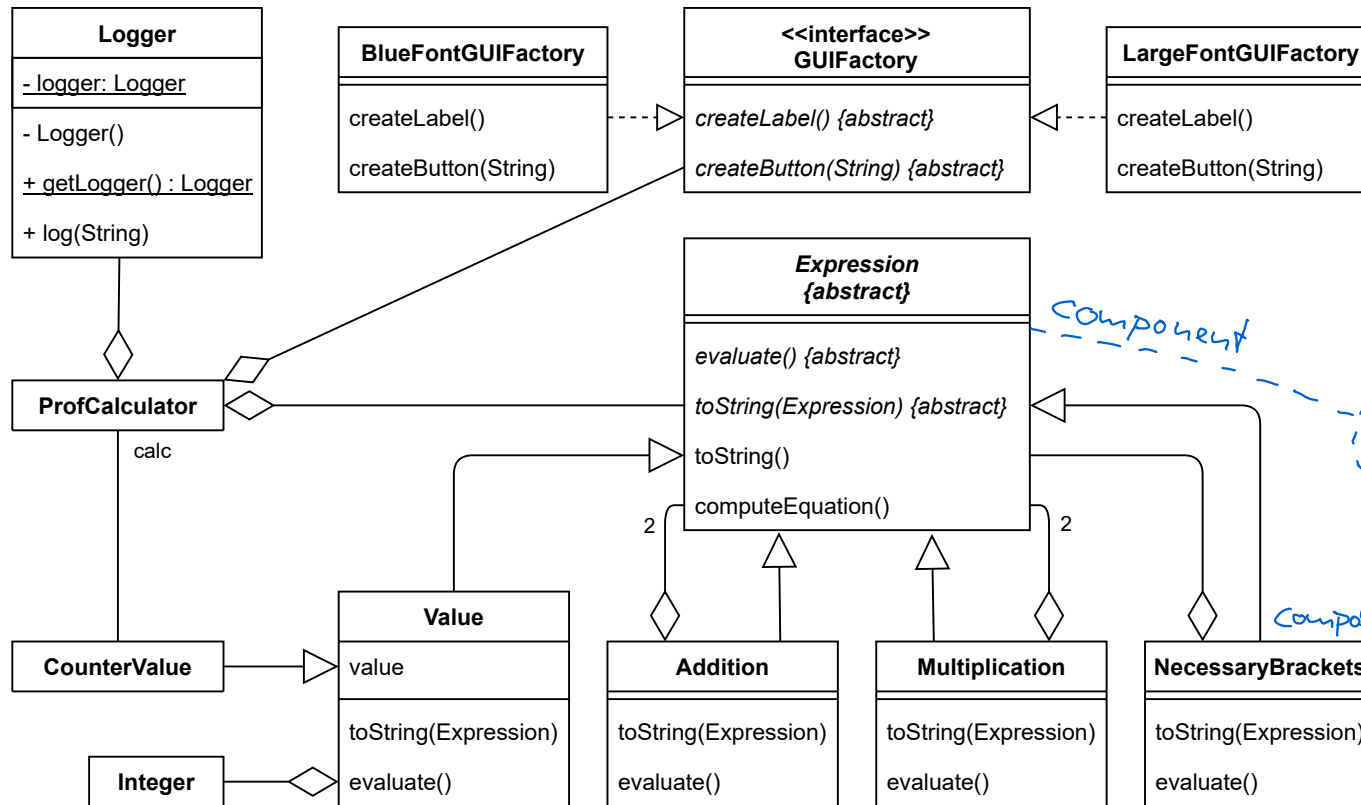 Logger
- logger: Logger
- Logger()
+ getLogger() : Logger
+ log(String)
BlueFontGUIFactory
createLabel()
createButton(String)
<<interface>>
GUIFactory
createLabel() {abstract}
createButton(String) {abstract}
LargeFontGUIFactory
createLabel()
createButton(String)
Expression
{abstract}
evaluate() {abstract}
toString(Expression) {abstract}
toString()
computeEquation()
Component
ProfCalculator
calc
2
2
CounterValue
Value
value
toString(Expression)
evaluate()
Integer
Addition
toString(Expression)
evaluate()
Multiplication
toString(Expression)
evaluate()
NecessaryBrackets
toString(Expression)
evaluate()